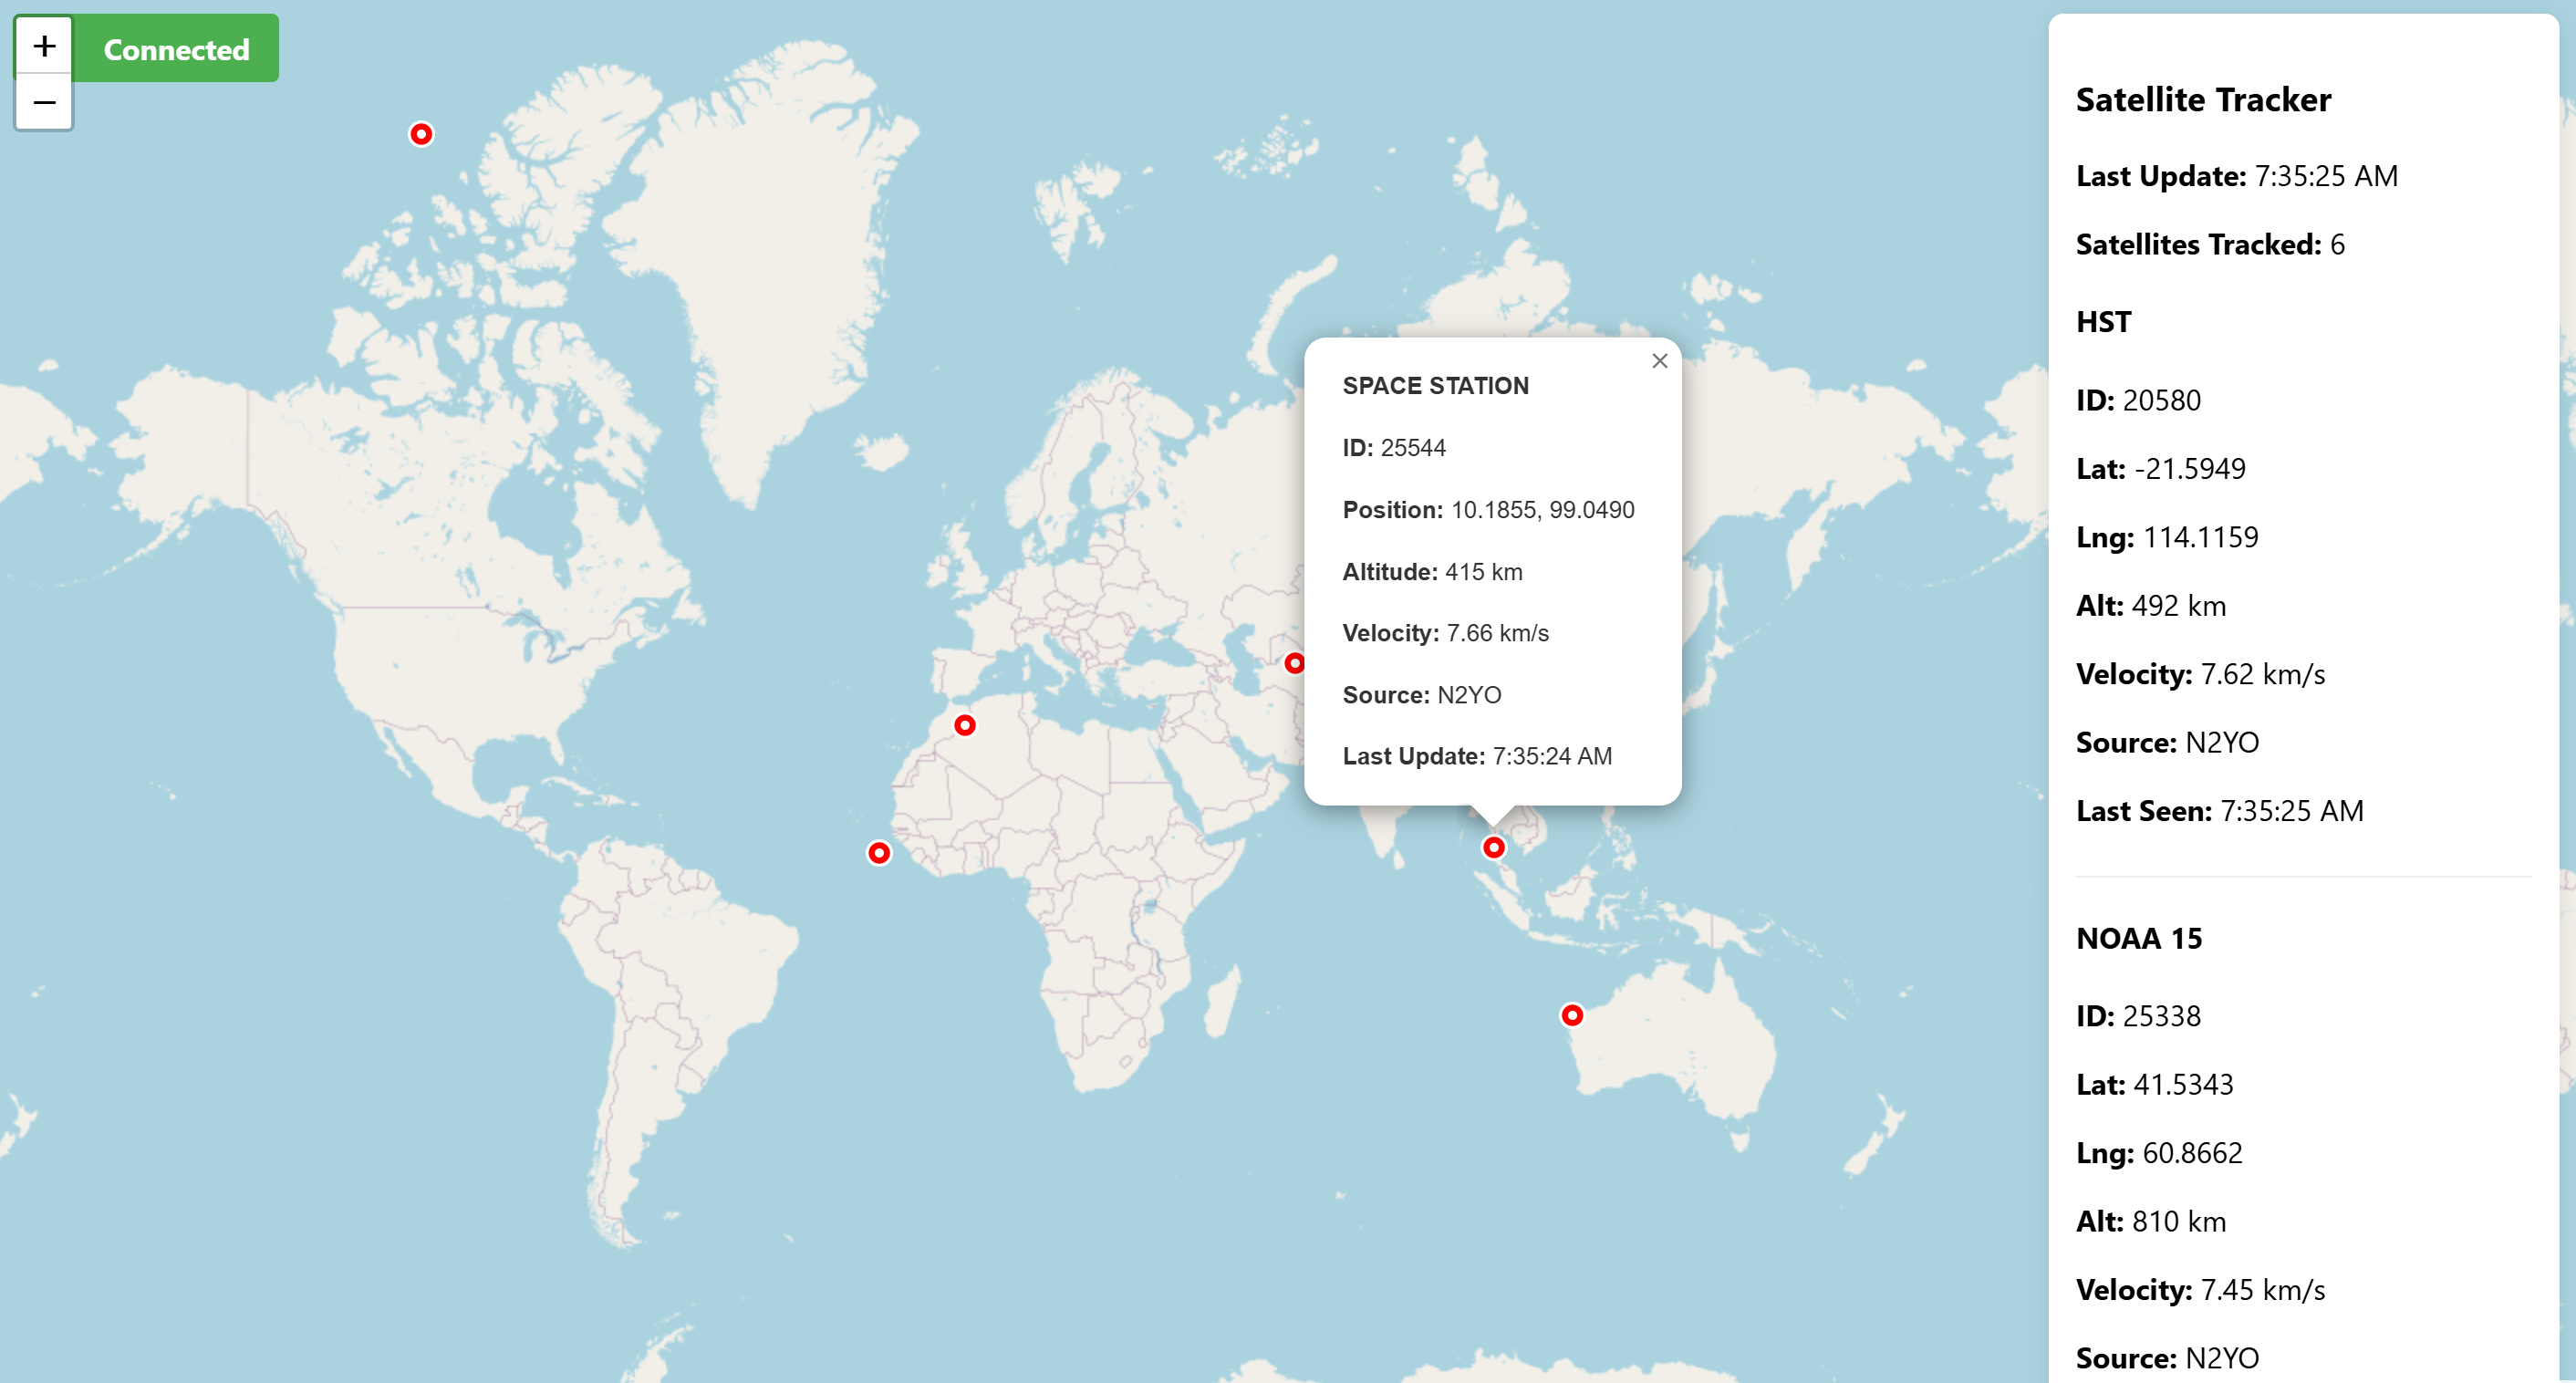 +
Connected
−
SPACE STATION
×
ID: 25544
Position: 10.1855, 99.0490
Altitude: 415 km
Velocity: 7.66 km/s
Source: N2YO
Last Update: 7:35:24 AM
Satellite Tracker
Last Update: 7:35:25 AM
Satellites Tracked: 6
HST
ID: 20580
Lat: -21.5949
Lng: 114.1159
Alt: 492 km
Velocity: 7.62 km/s
Source: N2YO
Last Seen: 7:35:25 AM
NOAA 15
ID: 25338
Lat: 41.5343
Lng: 60.8662
Alt: 810 km
Velocity: 7.45 km/s
Source: N2YO